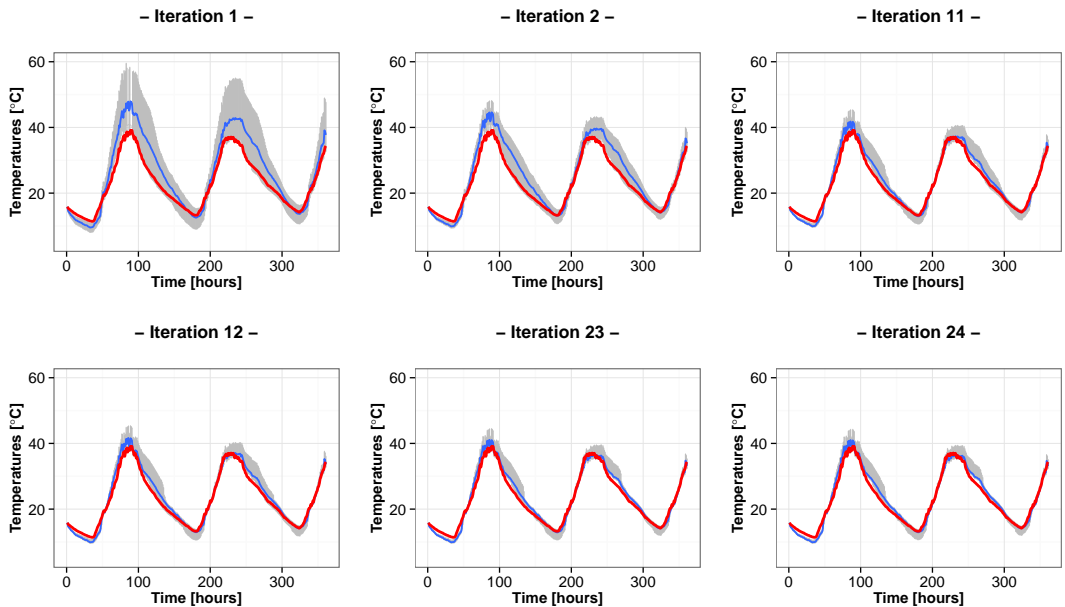 – Iteration 1 –
– Iteration 2 –
– Iteration 11 –
Temperatures [°C]
60
40
20
0 100 200 300
Time [hours]
Temperatures [°C]
60
40
20
0 100 200 300
Time [hours]
Temperatures [°C]
60
40
20
0 100 200 300
Time [hours]
– Iteration 12 –
– Iteration 23 –
– Iteration 24 –
Temperatures [°C]
60
40
20
0 100 200 300
Time [hours]
Temperatures [°C]
60
40
20
0 100 200 300
Time [hours]
Temperatures [°C]
60
40
20
0 100 200 300
Time [hours]